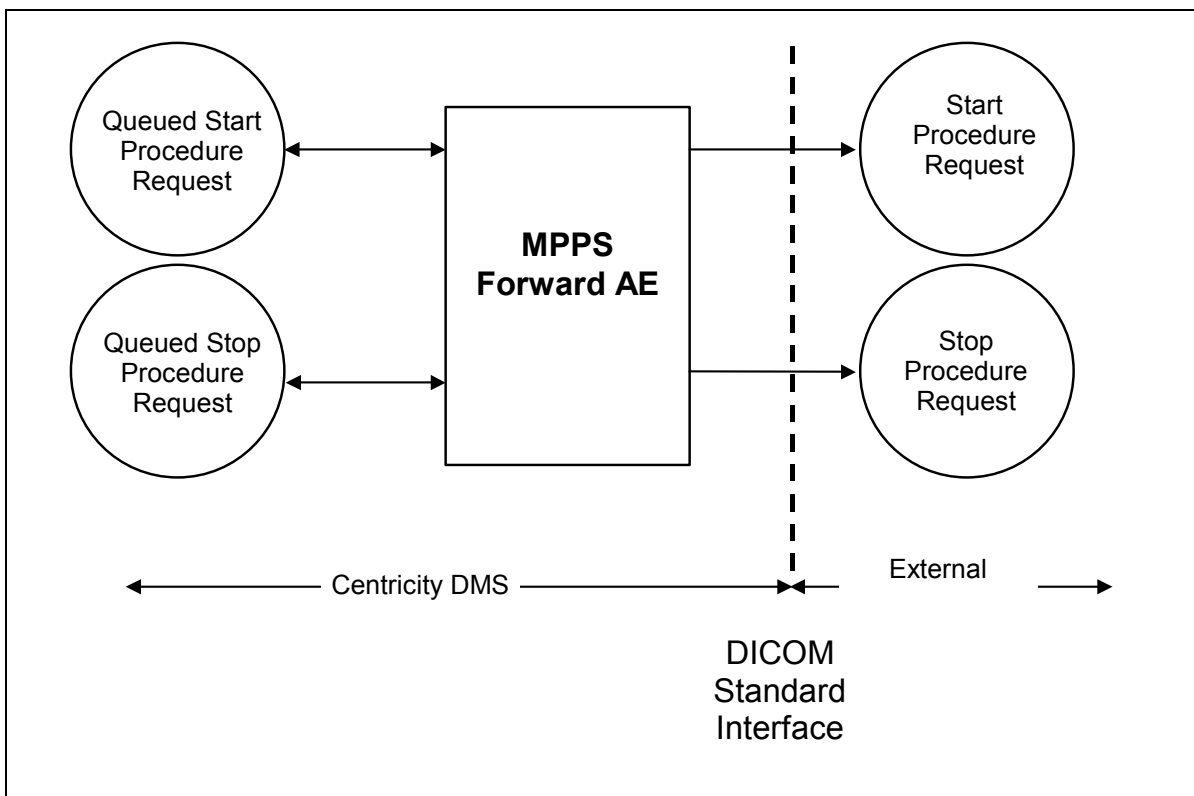 Queued Start
Procedure
Request
MPPS
Forward AE
Start
Procedure
Request
Queued Stop
Procedure
Request
Stop
Procedure
Request
Centricity DMS
External
DICOM
Standard
Interface